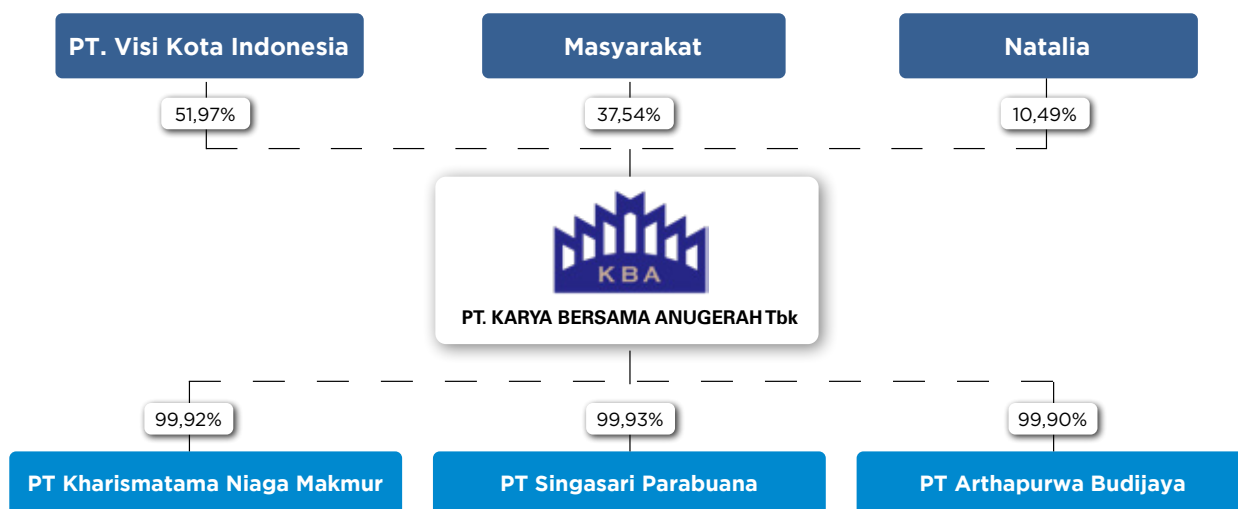 PT. Visi Kota Indonesia
Masyarakat
Natalia
51,97%
37,54%
10,49%
KBA
PT. KARYA BERSAMA ANUGERAH Tbk
99,92%
99,93%
99,90%
PT Kharismatama Niaga Makmur
PT Singasari Parabuana
PT Arthapurwa Budijaya